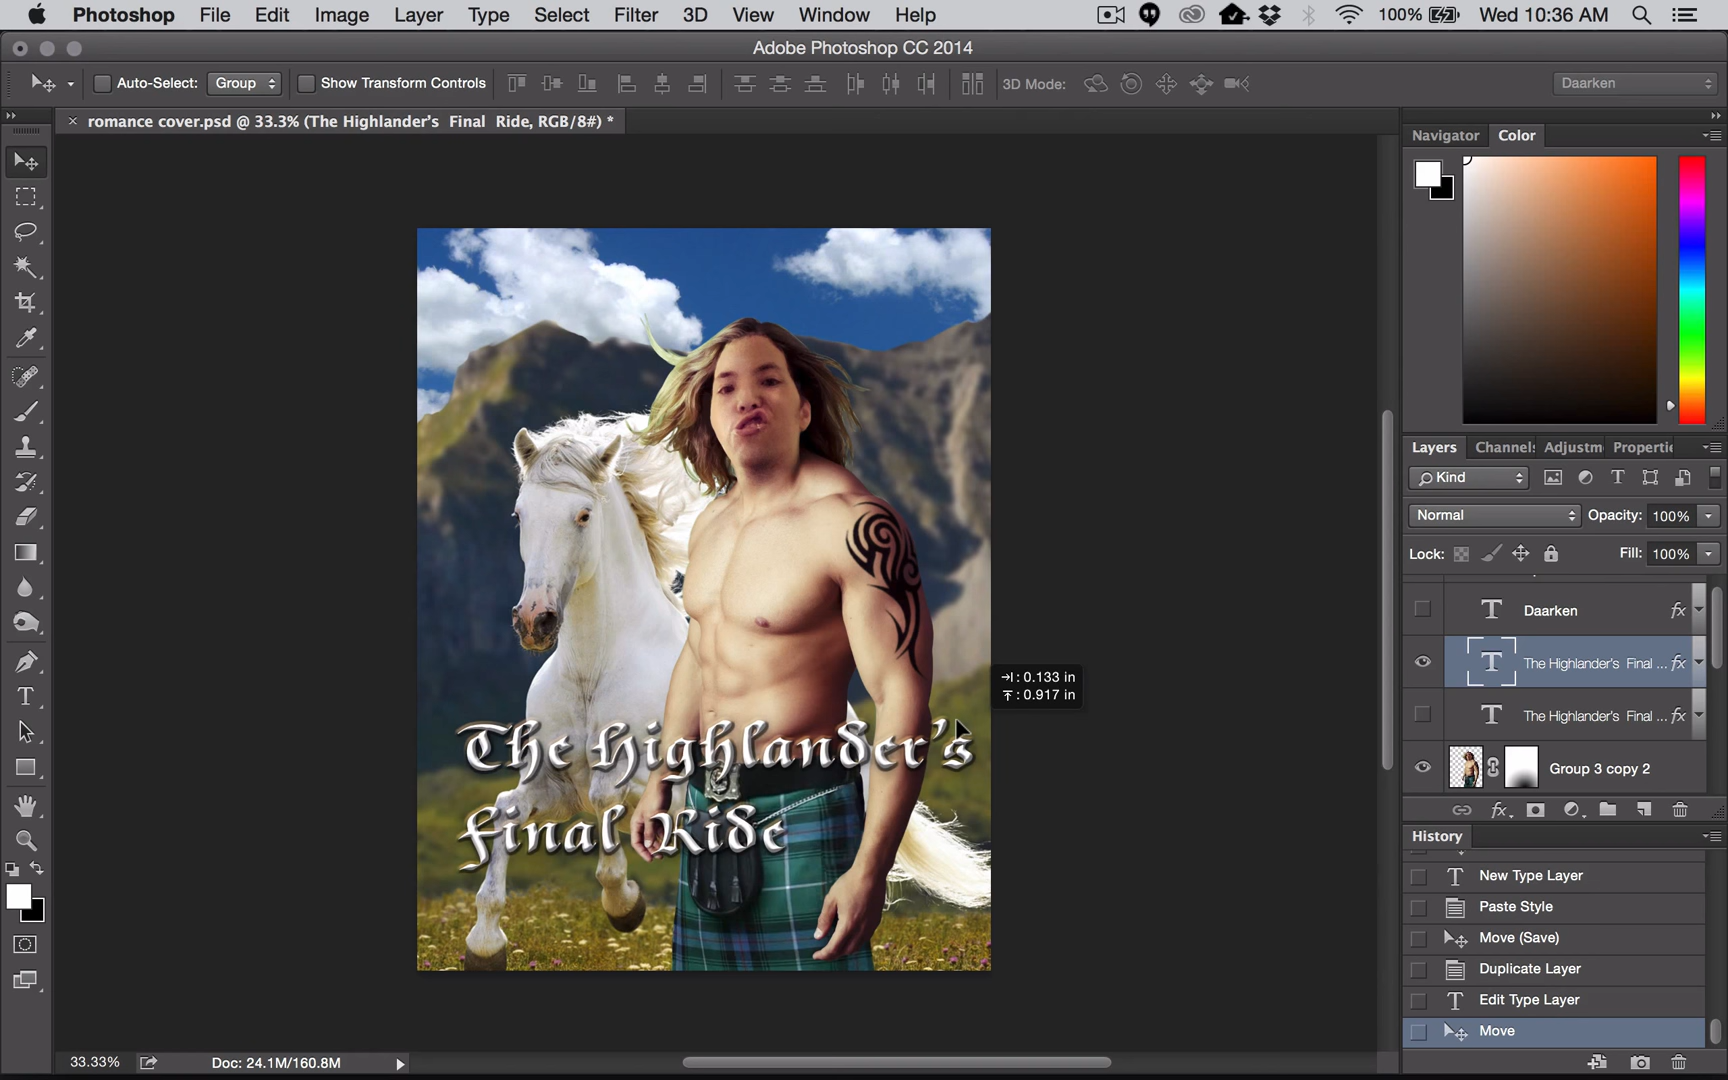 Photoshop File Edit Image Layer Type Select Filter 3D View Window Help 100% Wed 10:36 AM
Adobe Photoshop CC 2014
Auto-Select: Group Show Transform Controls 3D Mode: Daarken
× romance cover.psd @ 33.3% (The Highlander's Final Ride, RGB/8#) *
Navigator Color
Layers Channels Adjustm Properti
Kind
Normal Opacity: 100%
Lock: Fill: 100%
T Daarken fx
T The Highlander's Final ... fx
T The Highlander's Final ... fx
Group 3 copy 2
fx
History
T New Type Layer
Paste Style
Move (Save)
Duplicate Layer
T Edit Type Layer
Move
: 0.133 in
: 0.917 in
The Highlander's
Final Ride
33.33% Doc: 24.1M/160.8M